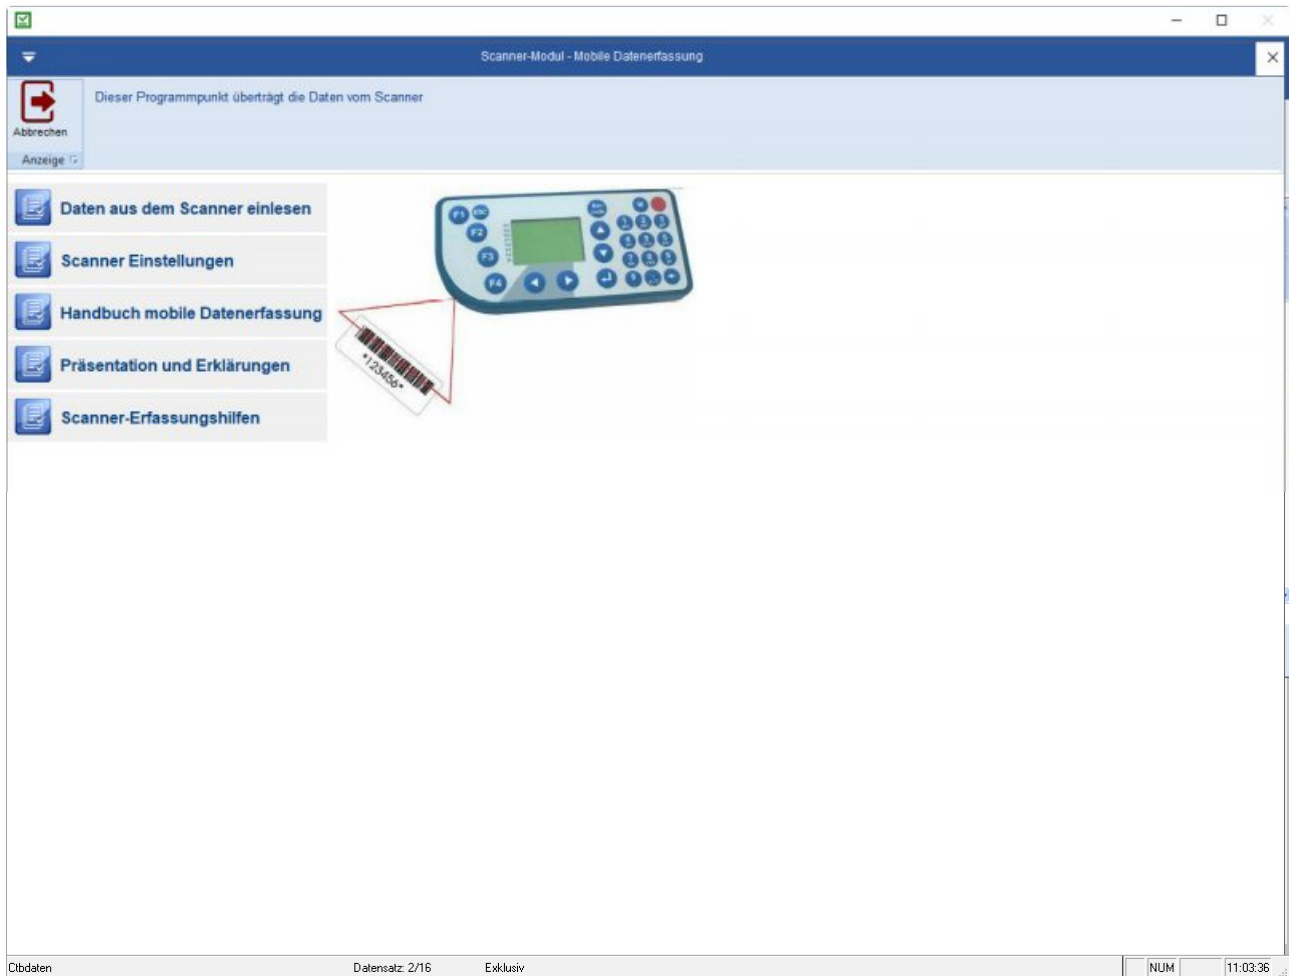 Scanner-Modul - Mobile Datenerfassung
Dieser Programmpunkt überträgt die Daten vom Scanner
Abbrechen
Anzeige
Daten aus dem Scanner einlesen
Scanner Einstellungen
Handbuch mobile Datenerfassung
Präsentation und Erklärungen
Scanner-Erfassungshilfen
F1 ESC
F2
F3
F4
*123456*
Ctbdaten Datensatz: 2/16 Exklusiv NUM 11:03:36